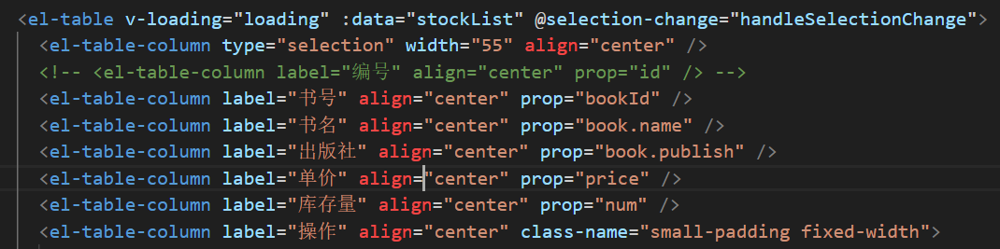 <el-table v-loading="loading" :data="stockList" @selection-change="handleSelectionChange">
<el-table-column type="selection" width="55" align="center" />
<!-- <el-table-column label="编号" align="center" prop="id" /> -->
<el-table-column label="书号" align="center" prop="bookId" />
<el-table-column label="书名" align="center" prop="book.name" />
<el-table-column label="出版社" align="center" prop="book.publish" />
<el-table-column label="单价" align="center" prop="price" />
<el-table-column label="库存量" align="center" prop="num" />
<el-table-column label="操作" align="center" class-name="small-padding fixed-width">